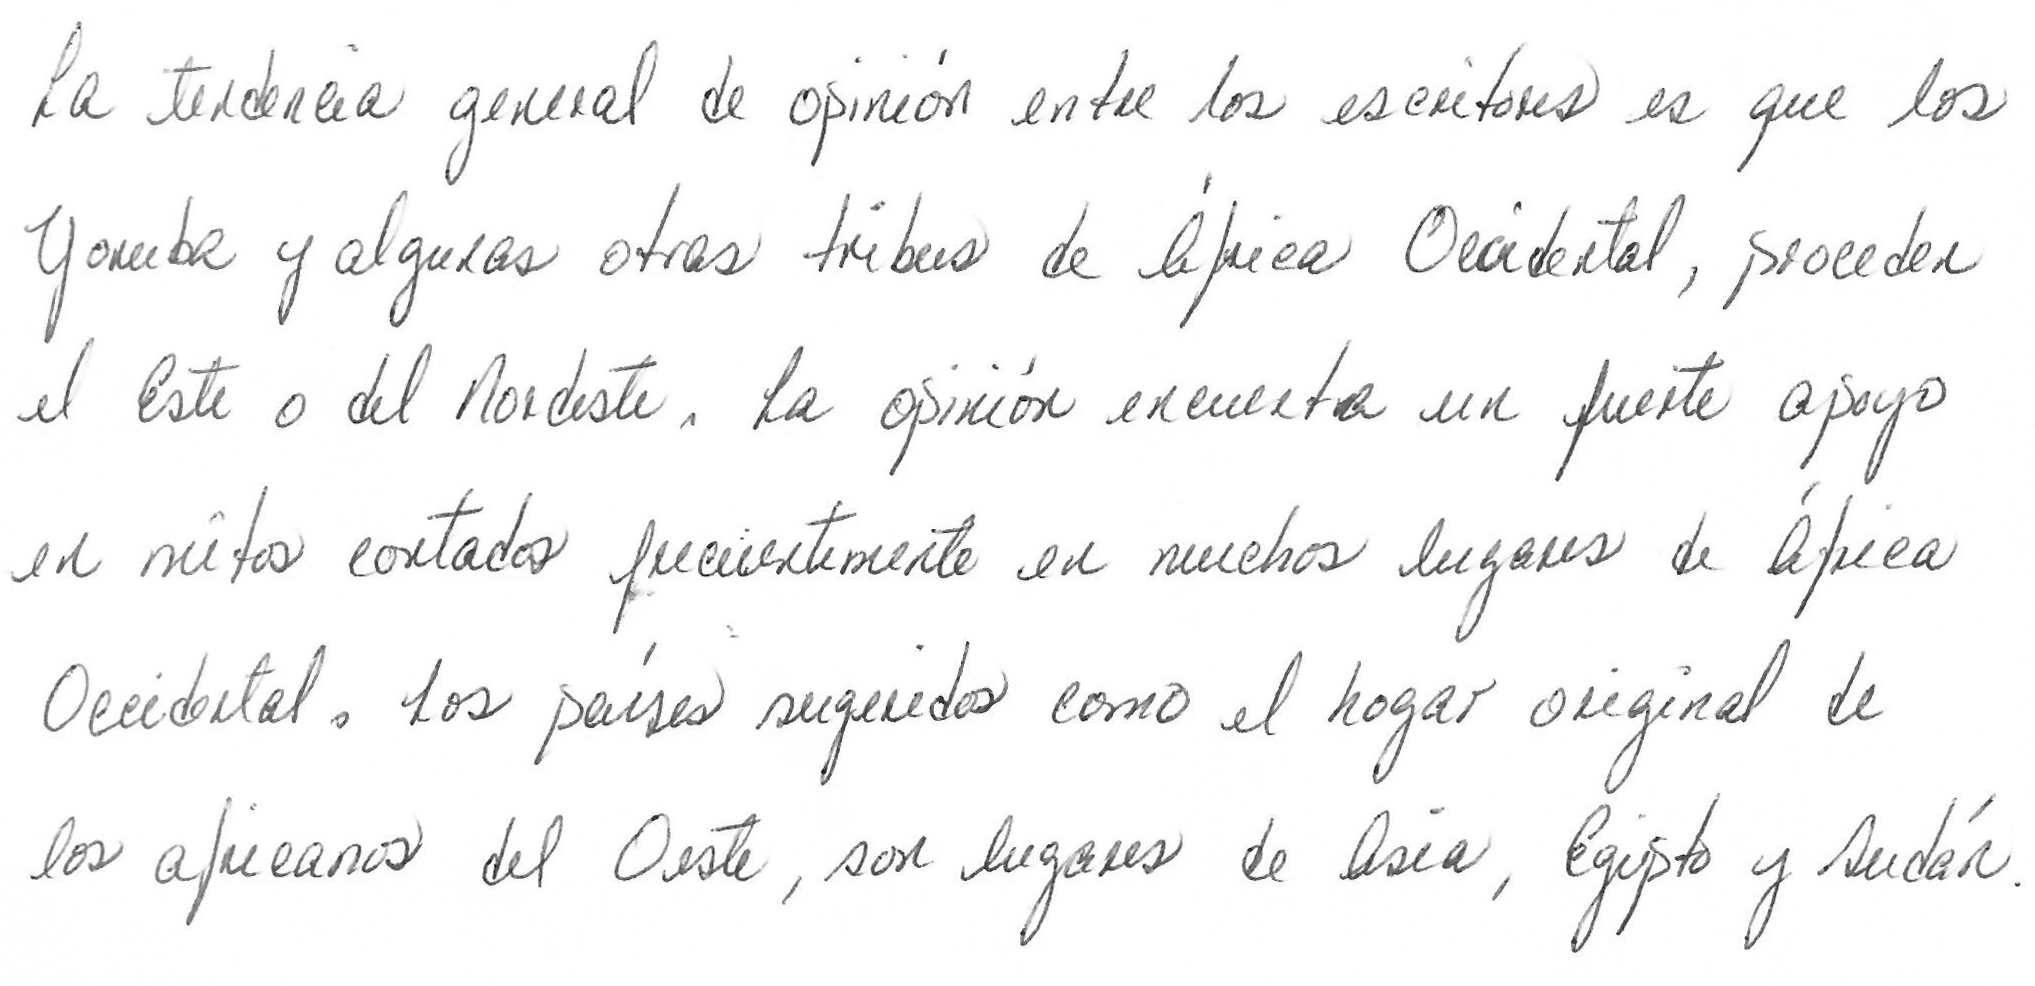 La tendencia general de opinión entre los escritores es que los
Yoruba y algunas otras tribus de África Occidental, proceden
el Este o del Nordeste. La opinión encuentra un fuerte apoyo
en mitos contados frecuentemente en muchos lugares de África
Occidental. Los países sugeridos como el hogar original de
los africanos del Oeste, son lugares de Asia, Egipto y Sudán.